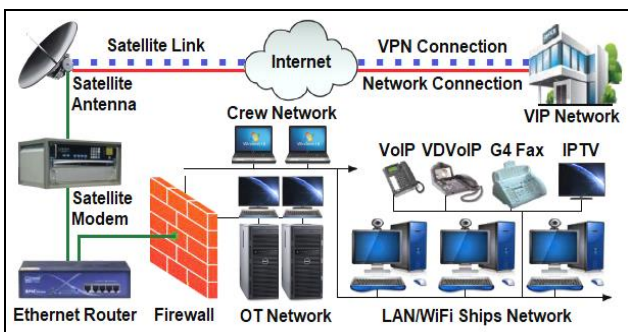 Satellite Link
Internet
VPN Connection
Satellite
Antenna
Network Connection
VIP Network
Crew Network
VoIP
VDVoIP
G4 Fax
IPTV
Satellite
Modem
Ethernet Router
Firewall
OT Network
LAN/WiFi Ships Network